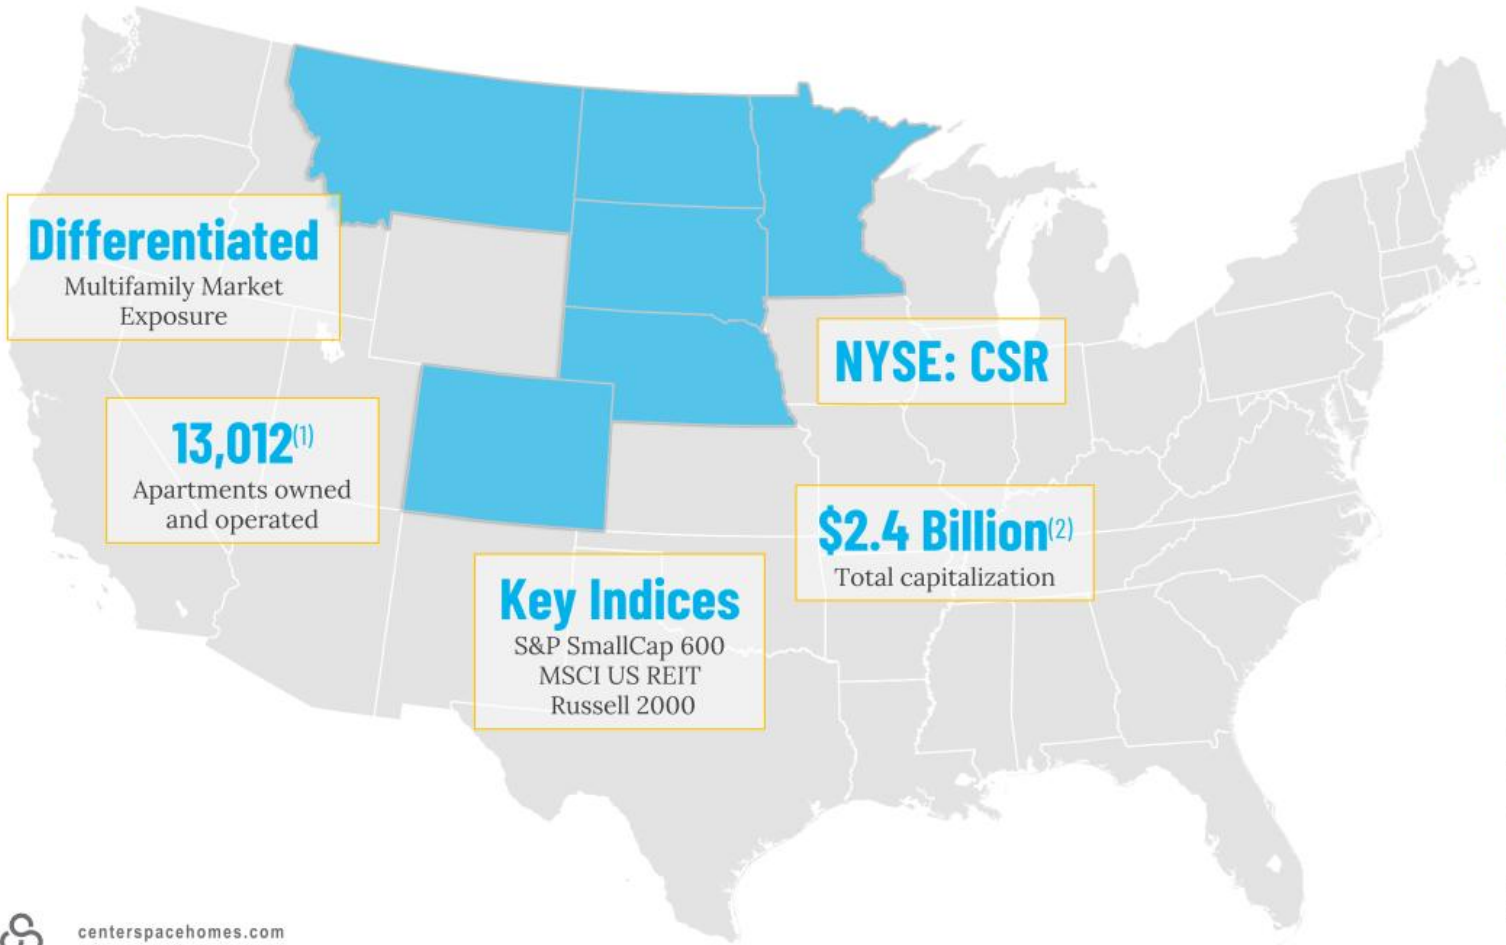 Differentiated
Multifamily Market
Exposure
NYSE: CSR
13,012(1)
Apartments owned
and operated
$2.4 Billion(2)
Total capitalization
Key Indices
S&P SmallCap 600
MSCI US REIT
Russell 2000
centerspacehomes.com